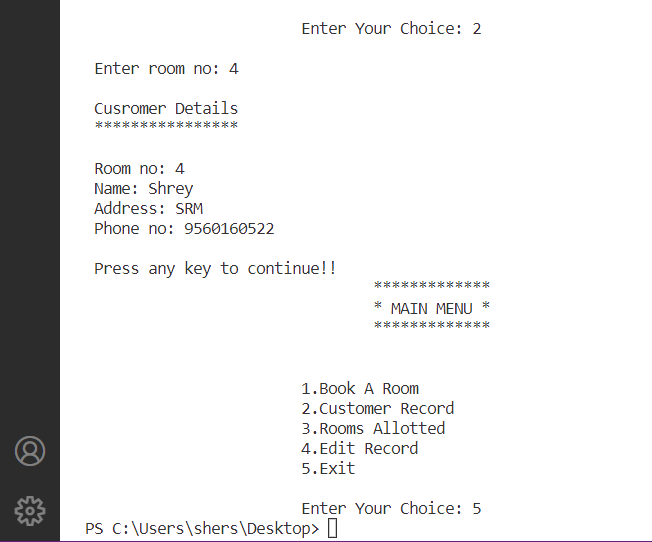 Enter Your Choice: 2
Enter room no: 4
Cusromer Details
****************
Room no: 4
Name: Shrey
Address: SRM
Phone no: 9560160522
Press any key to continue!!
*************
* MAIN MENU *
*************
1.Book A Room
2.Customer Record
3.Rooms Allotted
4.Edit Record
5.Exit
Enter Your Choice: 5
PS C:\Users\shers\Desktop>